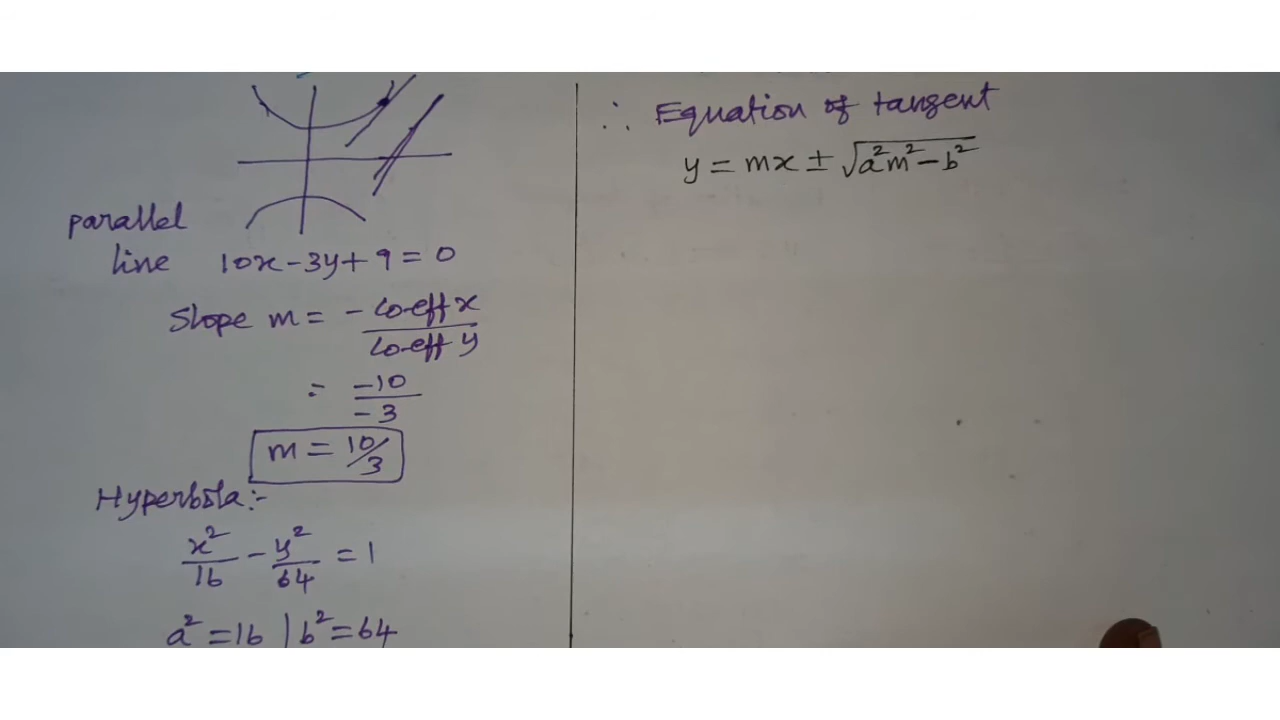 parallel
line 10x - 3y + 9 = 0
Slope m = - co-eff x / co-eff y
= -10 / -3
m = 10/3
Hyperbola:-
x²/16 - y²/64 = 1
a² = 16 | b² = 64
∴ Equation of tangent
y = mx ± √(a²m² - b²)